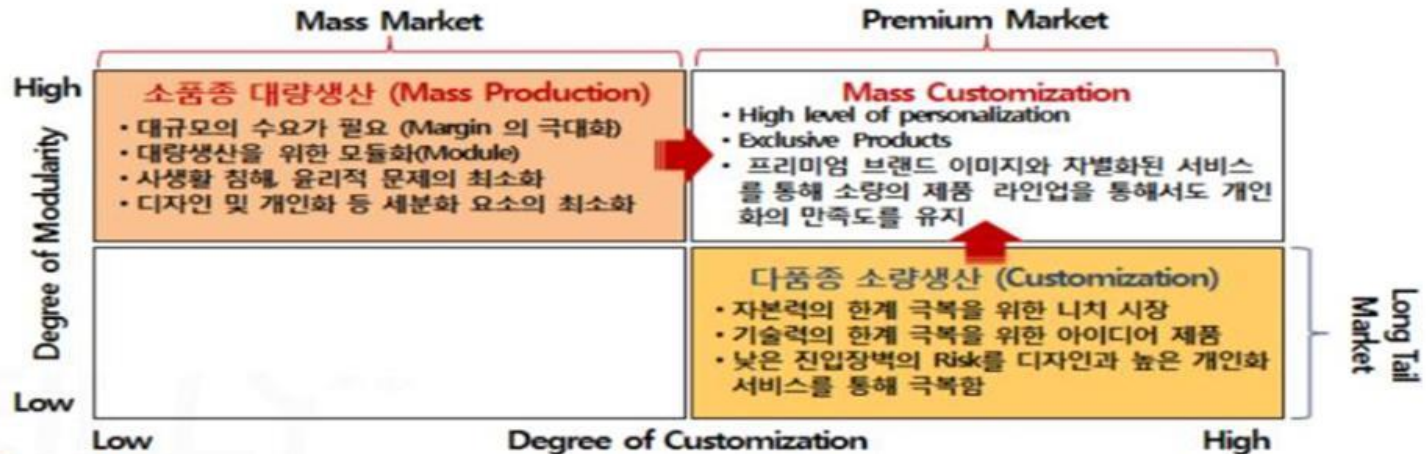 Mass Market
Premium Market
High
소품종 대량생산 (Mass Production)
• 대규모의 수요가 필요 (Margin 의 극대화)
• 대량생산을 위한 모듈화(Module)
• 사생활 침해, 윤리적 문제의 최소화
• 디자인 및 개인화 등 세분화 요소의 최소화
Mass Customization
• High level of personalization
• Exclusive Products
• 프리미엄 브랜드 이미지와 차별화된 서비스
를 통해 소량의 제품 라인업을 통해서도 개인
화의 만족도를 유지
Degree of Modularity
다품종 소량생산 (Customization)
• 자본력의 한계 극복을 위한 니치 시장
• 기술력의 한계 극복을 위한 아이디어 제품
• 낮은 진입장벽의 Risk를 디자인과 높은 개인화
서비스를 통해 극복함
Long Tail
Market
Low
Low
Degree of Customization
High